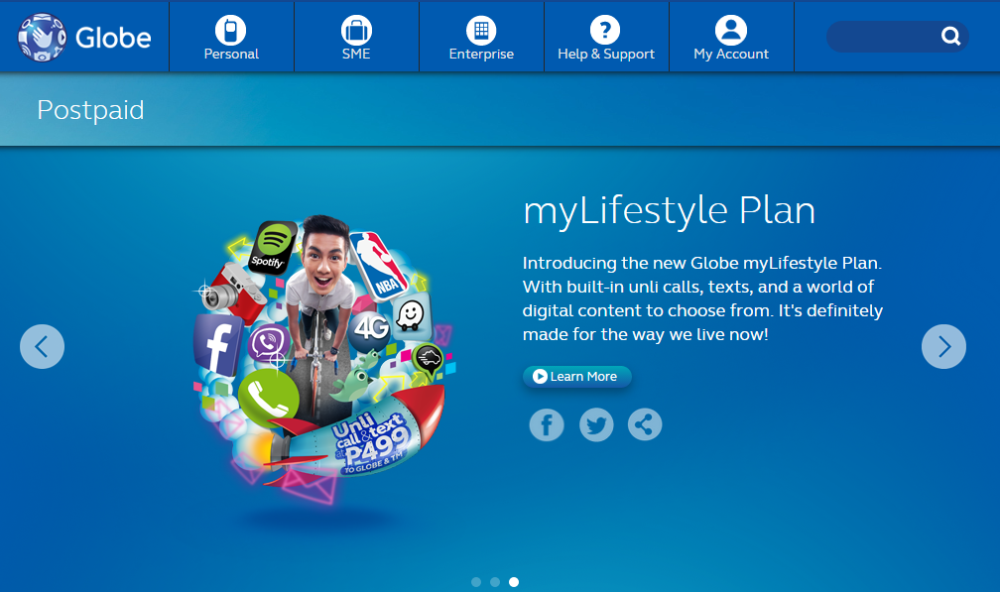 Globe
Personal
SME
Enterprise
Help & Support
My Account
Postpaid
myLifestyle Plan
Introducing the new Globe myLifestyle Plan.
With built-in unli calls, texts, and a world of
digital content to choose from. It's definitely
made for the way we live now!
Learn More
Spotify
NBA
4G
Unli
call & text
at P499
TO GLOBE & TM